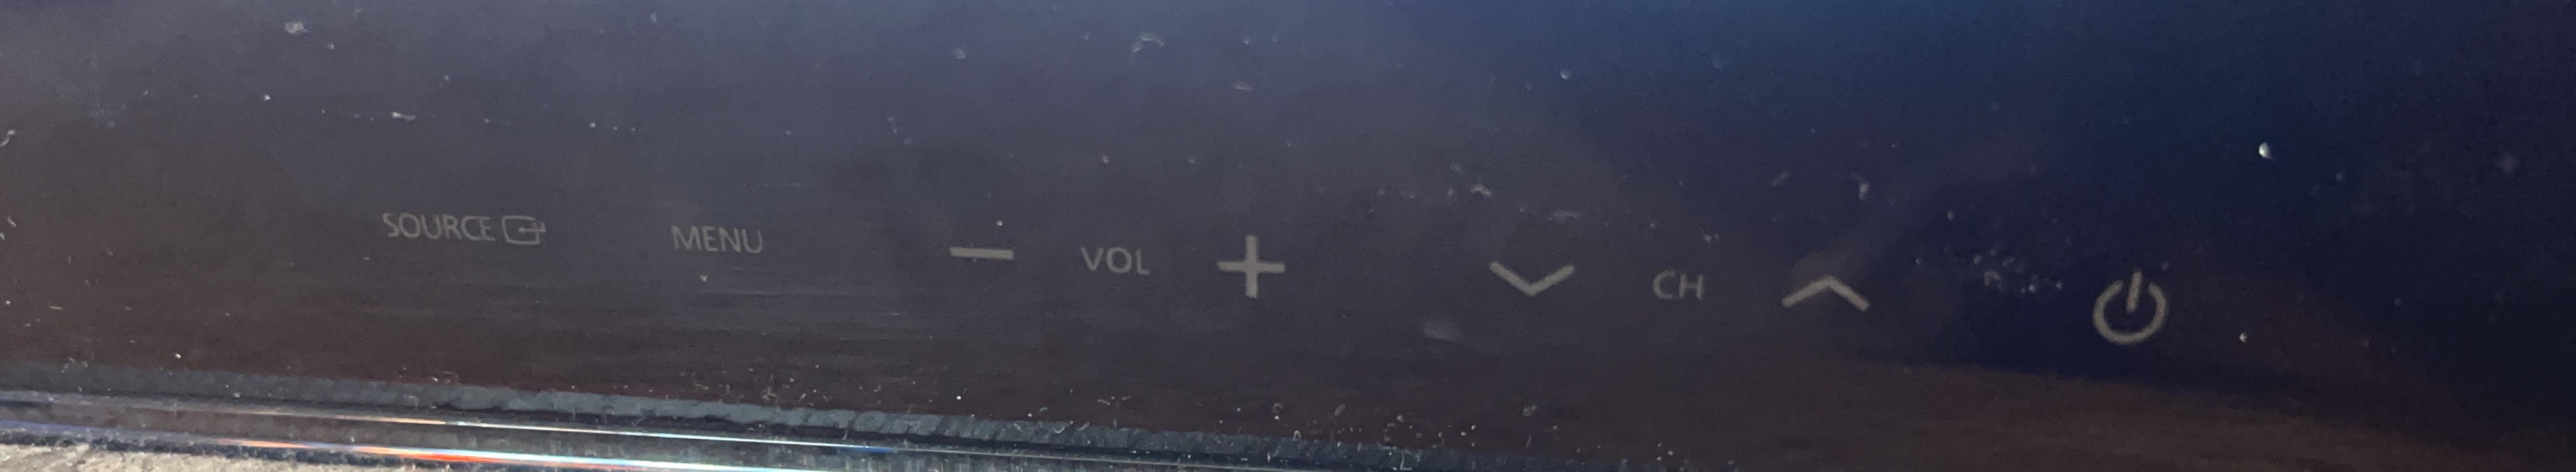 SOURCE MENU − VOL + CH